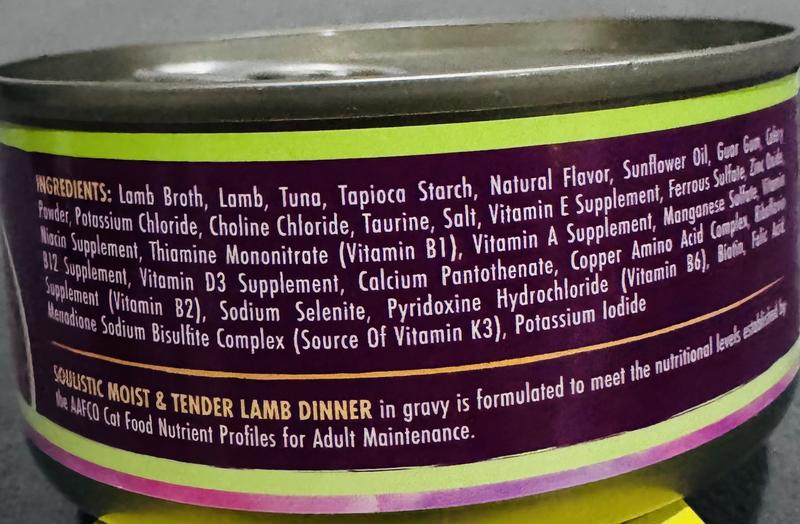 INGREDIENTS: Lamb Broth, Lamb, Tuna, Tapioca Starch, Natural Flavor, Sunflower Oil, Guar Gum, Celery
Powder, Potassium Chloride, Choline Chloride, Taurine, Salt, Vitamin E Supplement, Ferrous Sulfate, Zinc Oxide,
Niacin Supplement, Thiamine Mononitrate (Vitamin B1), Vitamin A Supplement, Manganese Sulfate, Vitamin
B12 Supplement, Vitamin D3 Supplement, Calcium Pantothenate, Copper Amino Acid Complex, Riboflavin
Supplement (Vitamin B2), Sodium Selenite, Pyridoxine Hydrochloride (Vitamin B6), Biotin, Folic Acid,
Menadione Sodium Bisulfite Complex (Source Of Vitamin K3), Potassium Iodide
SOULISTIC MOIST & TENDER LAMB DINNER in gravy is formulated to meet the nutritional levels established by
the AAFCO Cat Food Nutrient Profiles for Adult Maintenance.